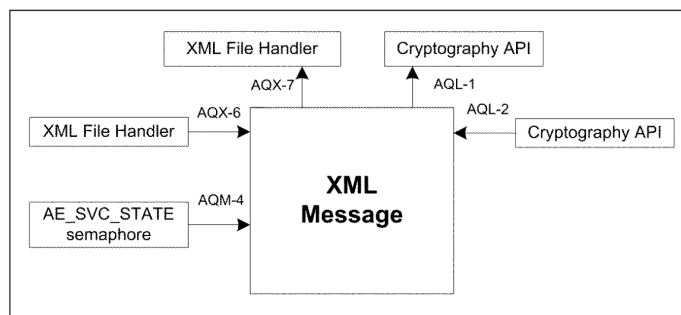 XML File Handler
Cryptography API
AQX-7
AQL-1
AQX-6
AQL-2
XML File Handler
Cryptography API
XML
Message
AQM-4
AE_SVC_STATE
semaphore